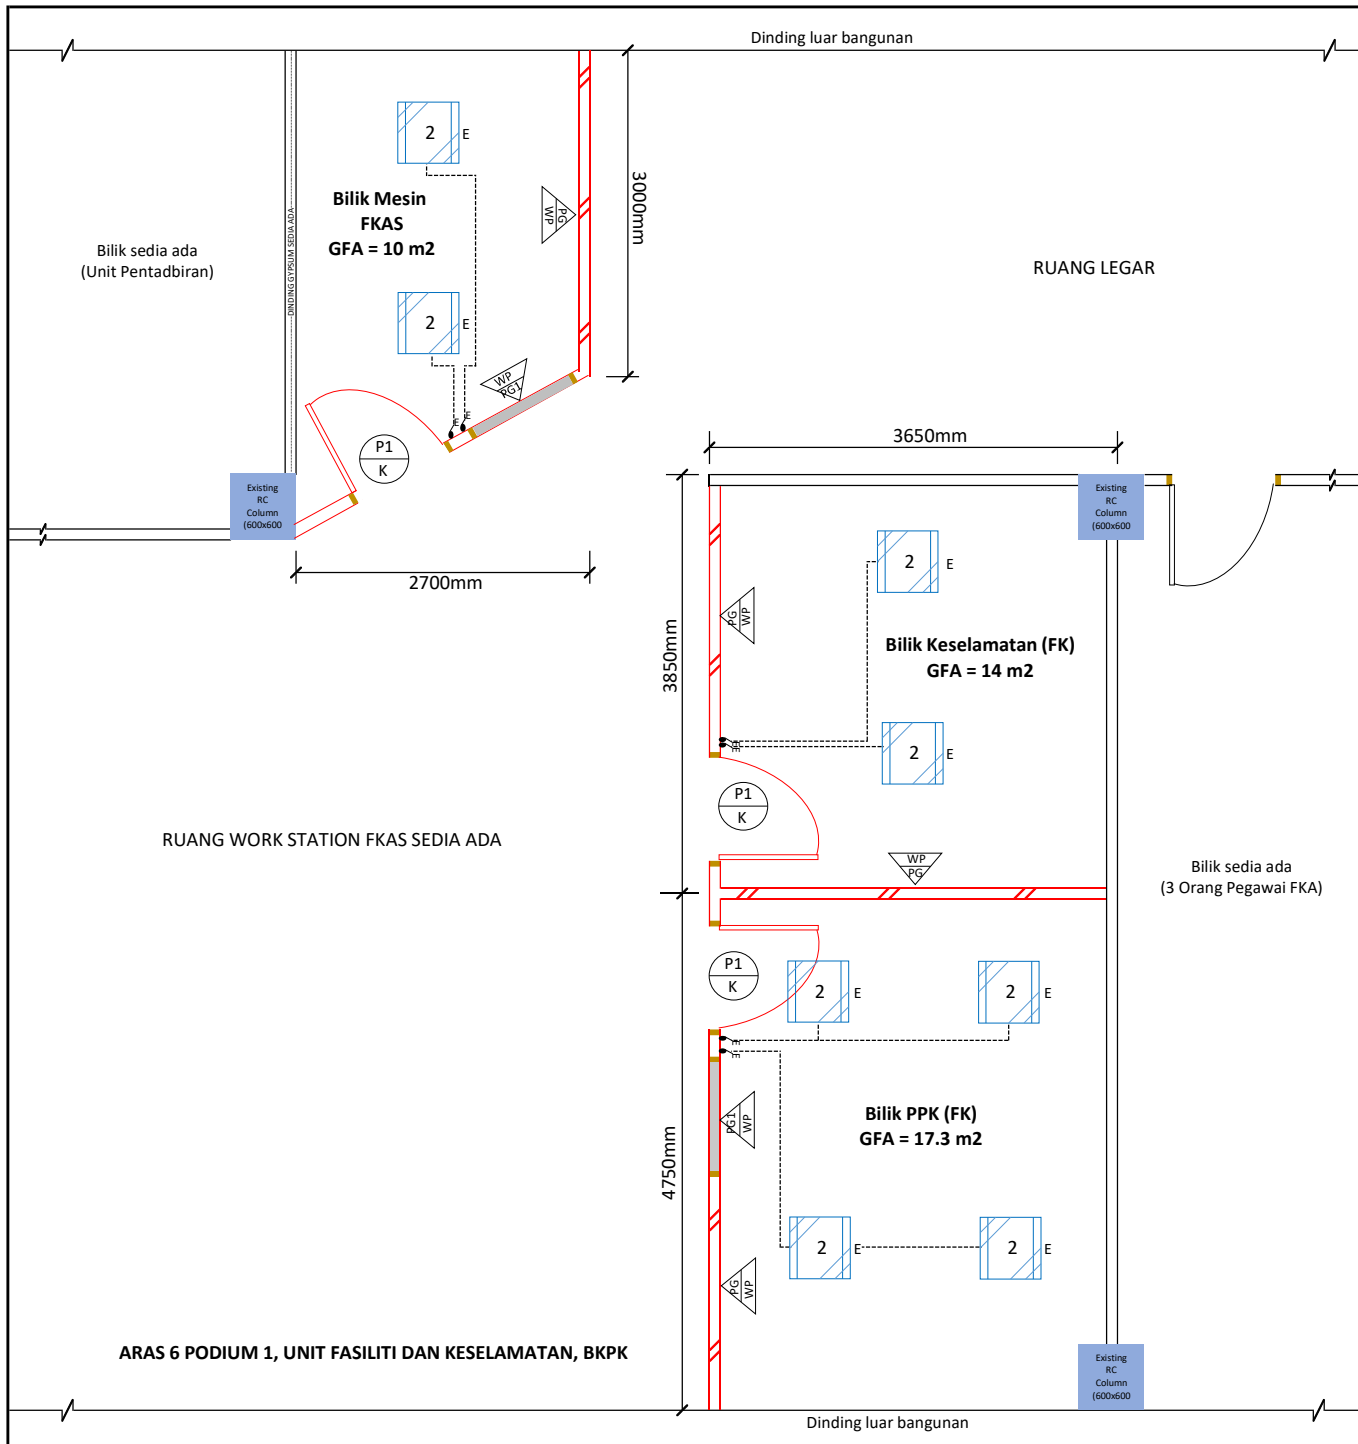 Dinding luar bangunan
2
E
Bilik Mesin
FKAS
GFA = 10 m2
PG
WP
3000mm
DINDING GYPSUM SEDIA ADA
Bilik sedia ada
(Unit Pentadbiran)
RUANG LEGAR
2
E
WP
PG1
E
E
P1
K
Existing
RC
Column
(600x600
2700mm
3650mm
Existing
RC
Column
(600x600
2
E
PG
WP
3850mm
Bilik Keselamatan (FK)
GFA = 14 m2
E
E
2
E
P1
K
RUANG WORK STATION FKAS SEDIA ADA
WP
PG
Bilik sedia ada
(3 Orang Pegawai FKA)
P1
K
2
E
2
E
E
E
PG1
WP
Bilik PPK (FK)
GFA = 17.3 m2
4750mm
2
E
2
E
PG
WP
ARAS 6 PODIUM 1, UNIT FASILITI DAN KESELAMATAN, BKPK
Existing
RC
Column
(600x600
Dinding luar bangunan